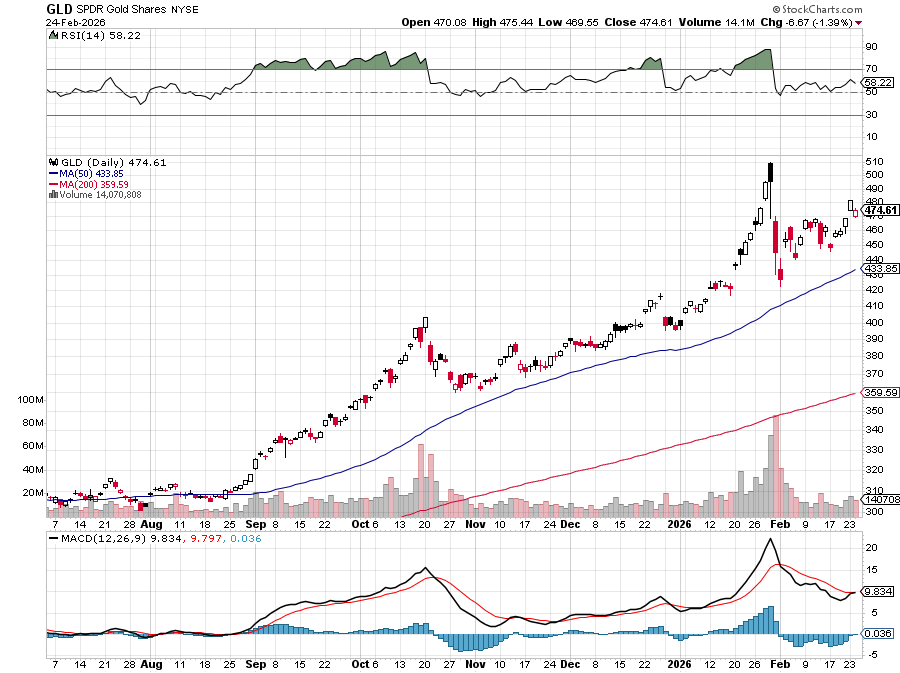 GLD SPDR Gold Shares NYSE © StockCharts.com
24-Feb-2026 Open 470.08 High 475.44 Low 469.55 Close 474.61 Volume 14.1M Chg -6.67 (-1.39%)
RSI(14) 58.22
90
70
58.22
50
30
10
GLD (Daily) 474.61
MA(50) 433.85
MA(200) 359.59
Volume 14,070,808
510
500
490
480
474.61
460
450
440
433.85
420
410
400
390
380
370
359.59
350
340
330
320
310
300
100M
80M
60M
40M
20M
140708
7 14 21 28 Aug 11 18 25 Sep 8 15 22 Oct 6 13 20 27 Nov 10 17 24 Dec 8 15 22 2026 12 20 26 Feb 9 17 23
MACD(12,26,9) 9.834, 9.797, 0.036
20
15
9.834
5
0.036
-5
7 14 21 28 Aug 11 18 25 Sep 8 15 22 Oct 6 13 20 27 Nov 10 17 24 Dec 8 15 22 2026 12 20 26 Feb 9 17 23